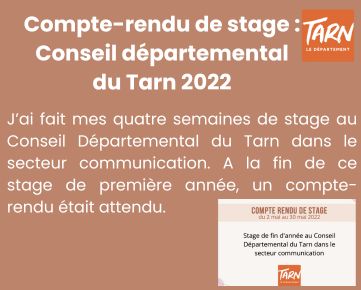 Compte-rendu de stage :
Conseil départemental
du Tarn 2022
TARN
LE DÉPARTEMENT
J'ai fait mes quatre semaines de stage au
Conseil Départemental du Tarn dans le
secteur communication. A la fin de ce
stage de première année, un compte-
rendu était attendu.
COMPTE RENDU DE STAGE
du 2 mai au 30 mai 2022
Stage de fin d'année au Conseil
Départemental du Tarn dans le
secteur communication
TARN